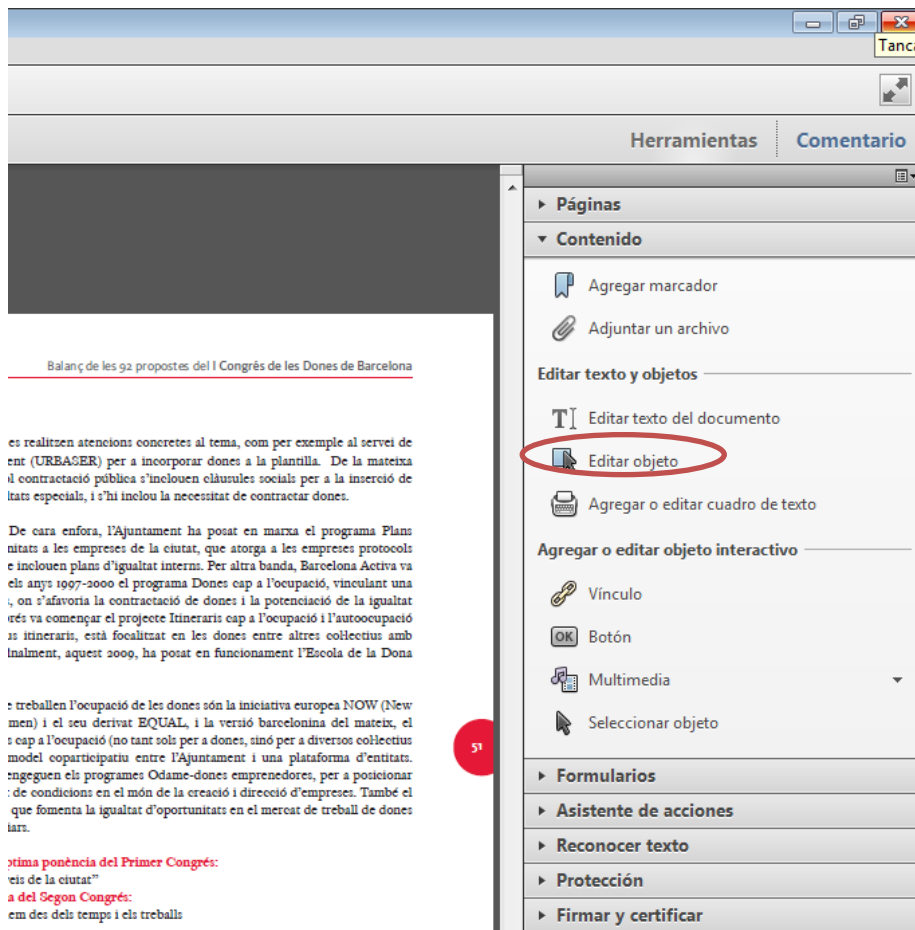 Tanca
Herramientas
Comentario
Páginas
Contenido
Agregar marcador
Adjuntar un archivo
Editar texto y objetos
Editar texto del documento
Editar objeto
Agregar o editar cuadro de texto
Agregar o editar objeto interactivo
Vínculo
OK Botón
Multimedia
Seleccionar objeto
Formularios
Asistente de acciones
Reconocer texto
Protección
Firmar y certificar
Balanç de les 92 propostes del I Congrés de les Dones de Barcelona
es realitzen atencions concretes al tema, com per exemple al servei de
ent (URBASER) per a incorporar dones a la plantilla. De la mateixa
ol contractació pública s'inclouen clàusules socials per a la inserció de
ltats especials, i s'hi inclou la necessitat de contractar dones.
De cara enfora, l'Ajuntament ha posat en marxa el programa Plans
nitats a les empreses de la ciutat, que atorga a les empreses protocols
e inclouen plans d'igualtat interns. Per altra banda, Barcelona Activa va
els anys 1997-2000 el programa Dones cap a l'ocupació, vinculant una
, on s'afavoria la contractació de dones i la potenciació de la igualtat
prés va començar el projecte Itineraris cap a l'ocupació i l'autoocupació
us itineraris, està focalitzat en les dones entre altres col·lectius amb
inalment, aquest 2009, ha posat en funcionament l'Escola de la Dona
e treballen l'ocupació de les dones són la iniciativa europea NOW (New
men) i el seu derivat EQUAL, i la versió barcelonina del mateix, el
s cap a l'ocupació (no tant sols per a dones, sinó per a diversos col·lectius
model coparticipatiu entre l'Ajuntament i una plataforma d'entitats.
engeguen els programes Odame-dones emprenedores, per a posicionar
t de condicions en el món de la creació i direcció d'empreses. També el
que fomenta la igualtat d'oportunitats en el mercat de treball de dones
iars.
51
ptima ponència del Primer Congrés:
veis de la ciutat"
a del Segon Congrés:
em des dels temps i els treballs